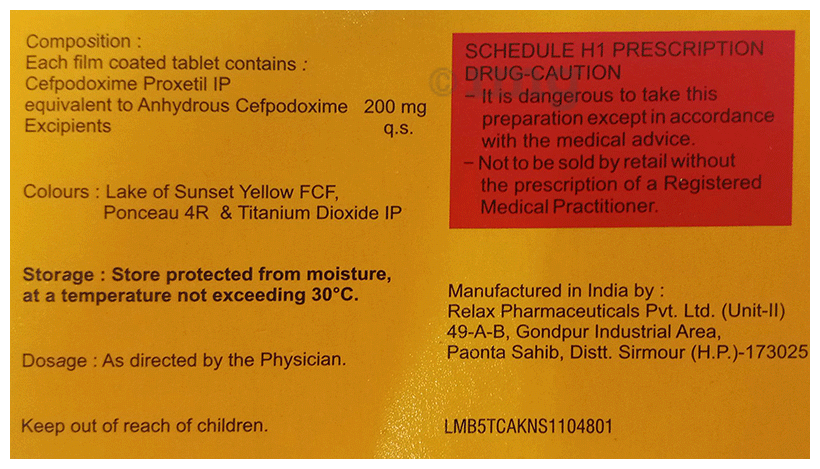 Composition :
Each film coated tablet contains :
Cefpodoxime Proxetil IP
equivalent to Anhydrous Cefpodoxime 200 mg
Excipients q.s.
Colours : Lake of Sunset Yellow FCF,
Ponceau 4R & Titanium Dioxide IP
Storage : Store protected from moisture,
at a temperature not exceeding 30°C.
Dosage : As directed by the Physician.
Keep out of reach of children.
SCHEDULE H1 PRESCRIPTION
DRUG-CAUTION
– It is dangerous to take this
preparation except in accordance
with the medical advice.
– Not to be sold by retail without
the prescription of a Registered
Medical Practitioner.
Manufactured in India by :
Relax Pharmaceuticals Pvt. Ltd. (Unit-II)
49-A-B, Gondpur Industrial Area,
Paonta Sahib, Distt. Sirmour (H.P.)-173025
LMB5TCAKNS1104801